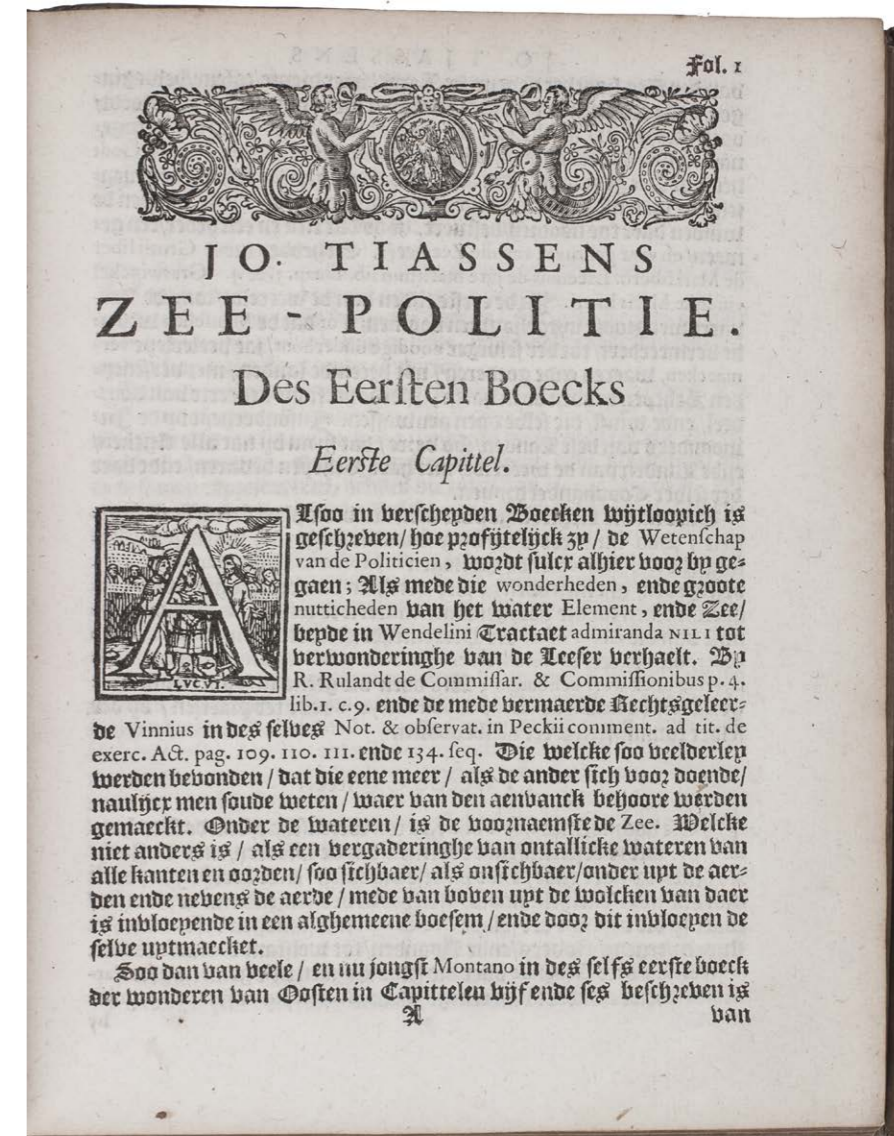 Fol. 1
JO. TIASSENS
ZEE-POLITIE.
Des Eersten Boecks
Eerste Capittel.
Alsoo in verscheyden Boecken wijtloopich is
geschreven / hoe profijtelijck zy / de Wetenschap
van de Politicien, wordt sulcx alhier voor by ge-
gaen; Als mede die wonderheden, ende groote
nutticheden van het water Element, ende Zee/
beyde in Wendelini Tractaet admiranda NILI tot
verwonderinghe van de Leeser verhaelt. By
R. Rulandt de Commissar. & Commissionibus p. 4.
lib.1. c.9. ende de mede vermaerde Rechtsgeleer-
de Vinnius in des selves Not. & observat. in Peckii comment. ad tit. de
exerc. Act. pag. 109. 110. 111. ende 134. seq. Die welcke soo veelderley
werden bevonden / dat die eene meer / als de ander sich voor doende/
naulijcx men soude weten / waer van den aenvanck behoore werden
gemaeckt. Onder de wateren / is de voornaemste de Zee. Welcke
niet anders is / als een vergaderinghe van ontallicke wateren van
alle kanten en oorden / soo sichbaer / als onsichbaer / onder uyt de aer-
den ende nevens de aerde / mede van boven uyt de wolcken van daer
is invloeyende in een alghemeene boesem / ende door dit invloeyen de
selve uytmaecket.
Soo dan van veele / en nu jongst Montano in des selfs eerste boeck
der wonderen van Oosten in Capittelen vijf ende ses beschreven is
A van
LVC. VI.